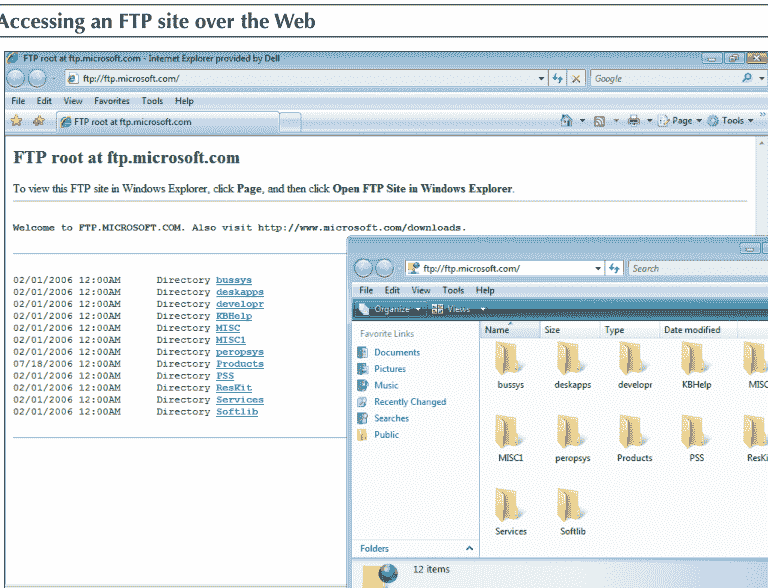 Accessing an FTP site over the Web
FTP root at ftp.microsoft.com - Internet Explorer provided by Dell
ftp://ftp.microsoft.com/
Google
File Edit View Favorites Tools Help
FTP root at ftp.microsoft.com
Page Tools
FTP root at ftp.microsoft.com
To view this FTP site in Windows Explorer, click Page, and then click Open FTP Site in Windows Explorer.
Welcome to FTP.MICROSOFT.COM. Also visit http://www.microsoft.com/downloads.
02/01/2006 12:00AM Directory bussys
02/01/2006 12:00AM Directory deskapps
02/01/2006 12:00AM Directory developr
02/01/2006 12:00AM Directory KBHelp
02/01/2006 12:00AM Directory MISC
02/01/2006 12:00AM Directory MISC1
02/01/2006 12:00AM Directory peropsys
07/18/2006 12:00AM Directory Products
02/01/2006 12:00AM Directory PSS
02/01/2006 12:00AM Directory ResKit
02/01/2006 12:00AM Directory Services
02/01/2006 12:00AM Directory Softlib
ftp://ftp.microsoft.com/
Search
File Edit View Tools Help
Organize Views
Favorite Links
Documents
Pictures
Music
Recently Changed
Searches
Public
Folders
Name Size Type Date modified
bussys deskapps developr KBHelp MISC
MISC1 peropsys Products PSS ResKi
Services Softlib
12 items